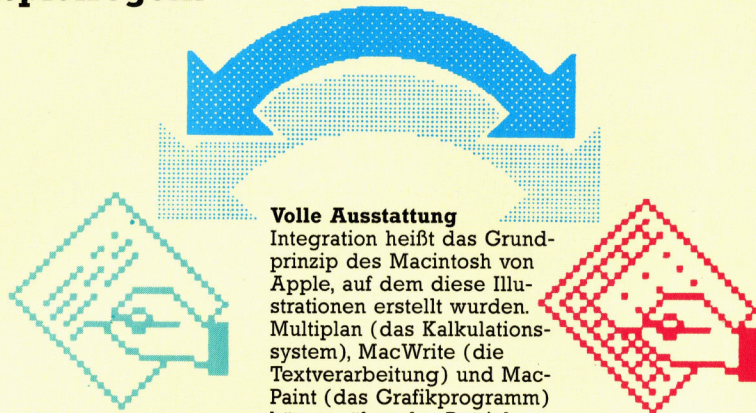 Volle Ausstattung
Integration heißt das Grund-
prinzip des Macintosh von
Apple, auf dem diese Illu-
strationen erstellt wurden.
Multiplan (das Kalkulations-
system), MacWrite (die
Textverarbeitung) und Mac-
Paint (das Grafikprogramm)